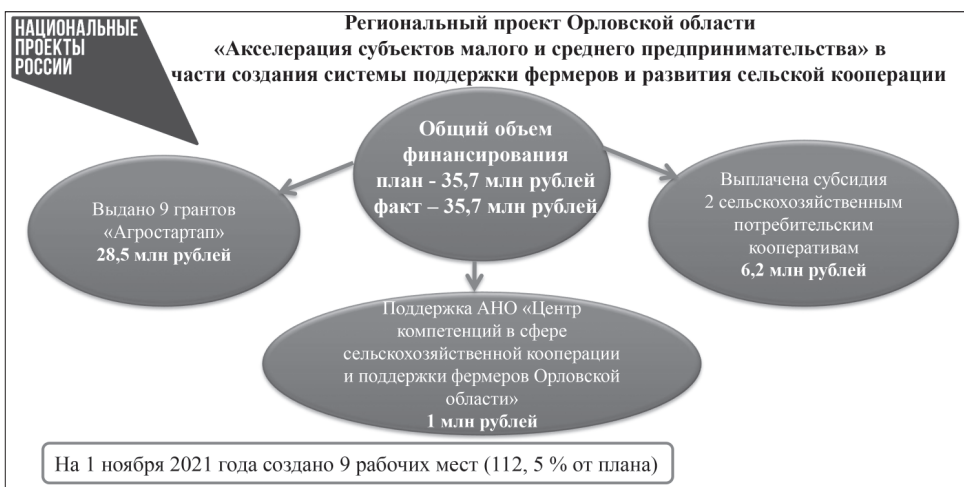 НАЦИОНАЛЬНЫЕ
ПРОЕКТЫ
РОССИИ
Региональный проект Орловской области
«Акселерация субъектов малого и среднего предпринимательства» в
части создания системы поддержки фермеров и развития сельской кооперации
Общий объем
финансирования
план - 35,7 млн рублей
факт – 35,7 млн рублей
Выдано 9 грантов
«Агростартап»
28,5 млн рублей
Выплачена субсидия
2 сельскохозяйственным
потребительским
кооперативам
6,2 млн рублей
Поддержка АНО «Центр
компетенций в сфере
сельскохозяйственной кооперации
и поддержки фермеров Орловской
области»
1 млн рублей
На 1 ноября 2021 года создано 9 рабочих мест (112, 5 % от плана)